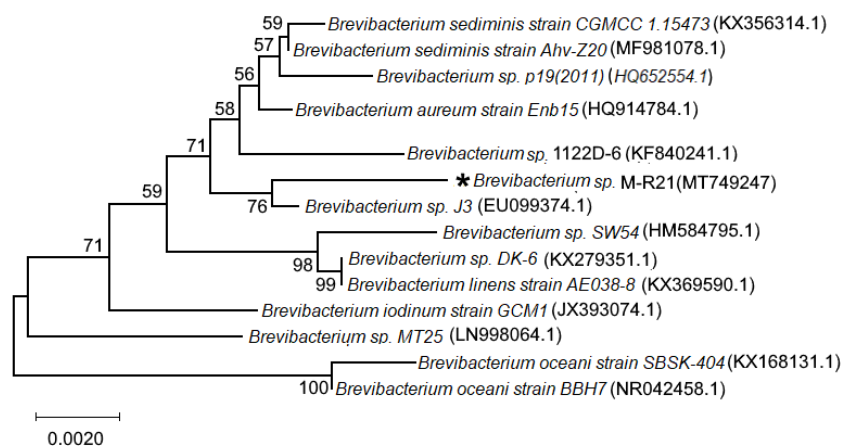 59 Brevibacterium sediminis strain CGMCC 1.15473 (KX356314.1)
57 Brevibacterium sediminis strain Ahv-Z20 (MF981078.1)
56 Brevibacterium sp. p19(2011) (HQ652554.1)
58 Brevibacterium aureum strain Enb15 (HQ914784.1)
71 Brevibacterium sp. 1122D-6 (KF840241.1)
*Brevibacterium sp. M-R21(MT749247)
59
76 Brevibacterium sp. J3 (EU099374.1)
Brevibacterium sp. SW54 (HM584795.1)
71 98 Brevibacterium sp. DK-6 (KX279351.1)
99 Brevibacterium linens strain AE038-8 (KX369590.1)
Brevibacterium iodinum strain GCM1 (JX393074.1)
Brevibacterium sp. MT25 (LN998064.1)
Brevibacterium oceani strain SBSK-404 (KX168131.1)
100 Brevibacterium oceani strain BBH7 (NR042458.1)
0.0020